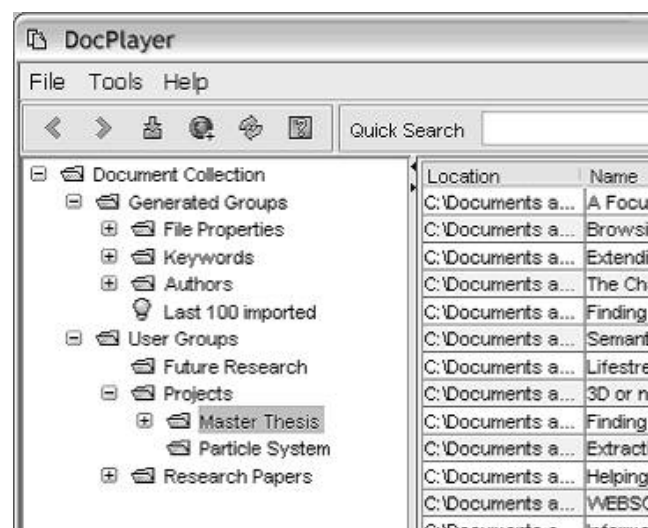 DocPlayer
File Tools Help
Quick Search
Document Collection
Generated Groups
File Properties
Keywords
Authors
Last 100 imported
User Groups
Future Research
Projects
Master Thesis
Particle System
Research Papers
Location Name
C:\Documents a... A Focu
C:\Documents a... Browsi
C:\Documents a... Extendi
C:\Documents a... The Ch
C:\Documents a... Finding
C:\Documents a... Semant
C:\Documents a... Lifestre
C:\Documents a... 3D or n
C:\Documents a... Finding
C:\Documents a... Extracti
C:\Documents a... Helping
C:\Documents a... WEBSO